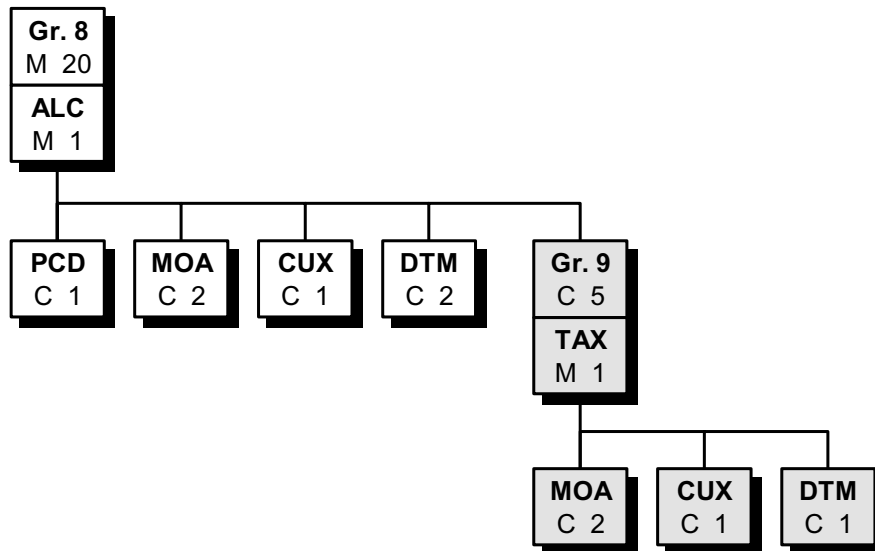 Gr. 8
M 20
ALC
M 1
PCD
C 1
MOA
C 2
CUX
C 1
DTM
C 2
Gr. 9
C 5
TAX
M 1
MOA
C 2
CUX
C 1
DTM
C 1